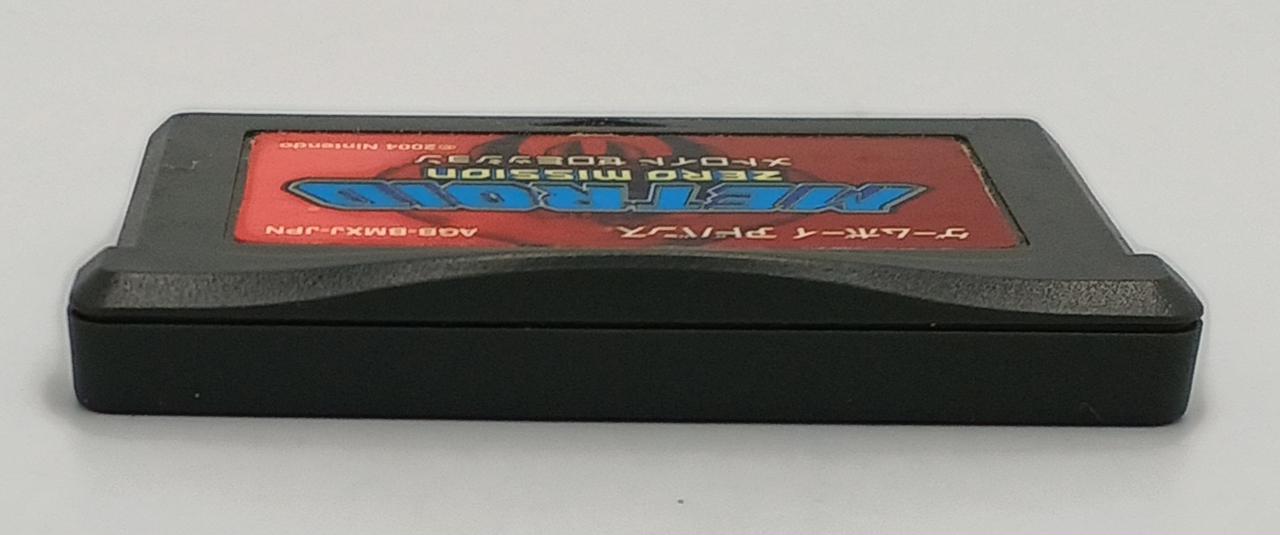 ゲームボーイ アドバンス AGB-BMXJ-JPN
METROID
ZERO MISSION
メトロイド ゼロミッション
©2004 Nintendo